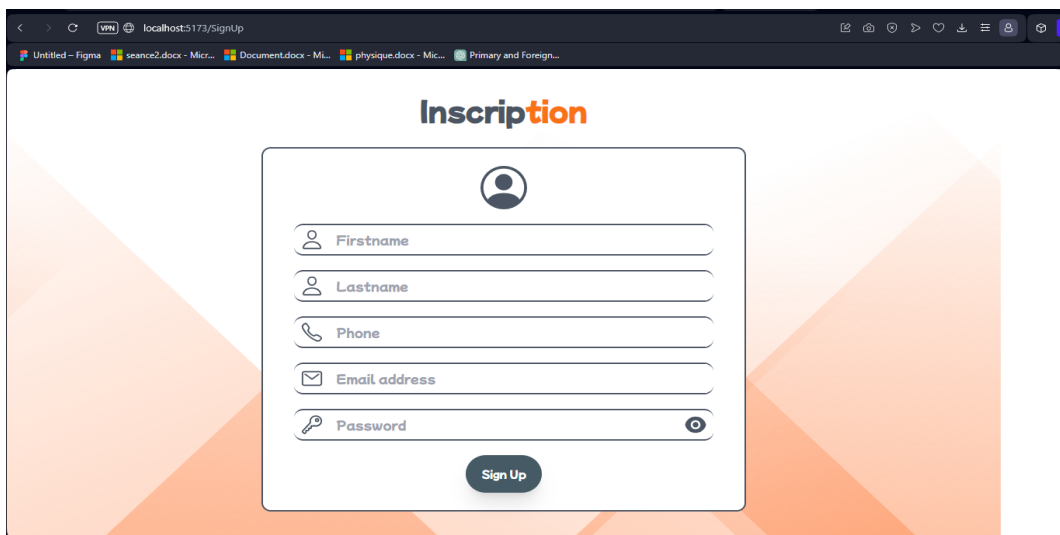 VPN localhost:5173/SignUp
Untitled – Figma seance2.docx - Micr... Document.docx - Mi... physique.docx - Mic... Primary and Foreign...
Inscription
Firstname
Lastname
Phone
Email address
Password
Sign Up